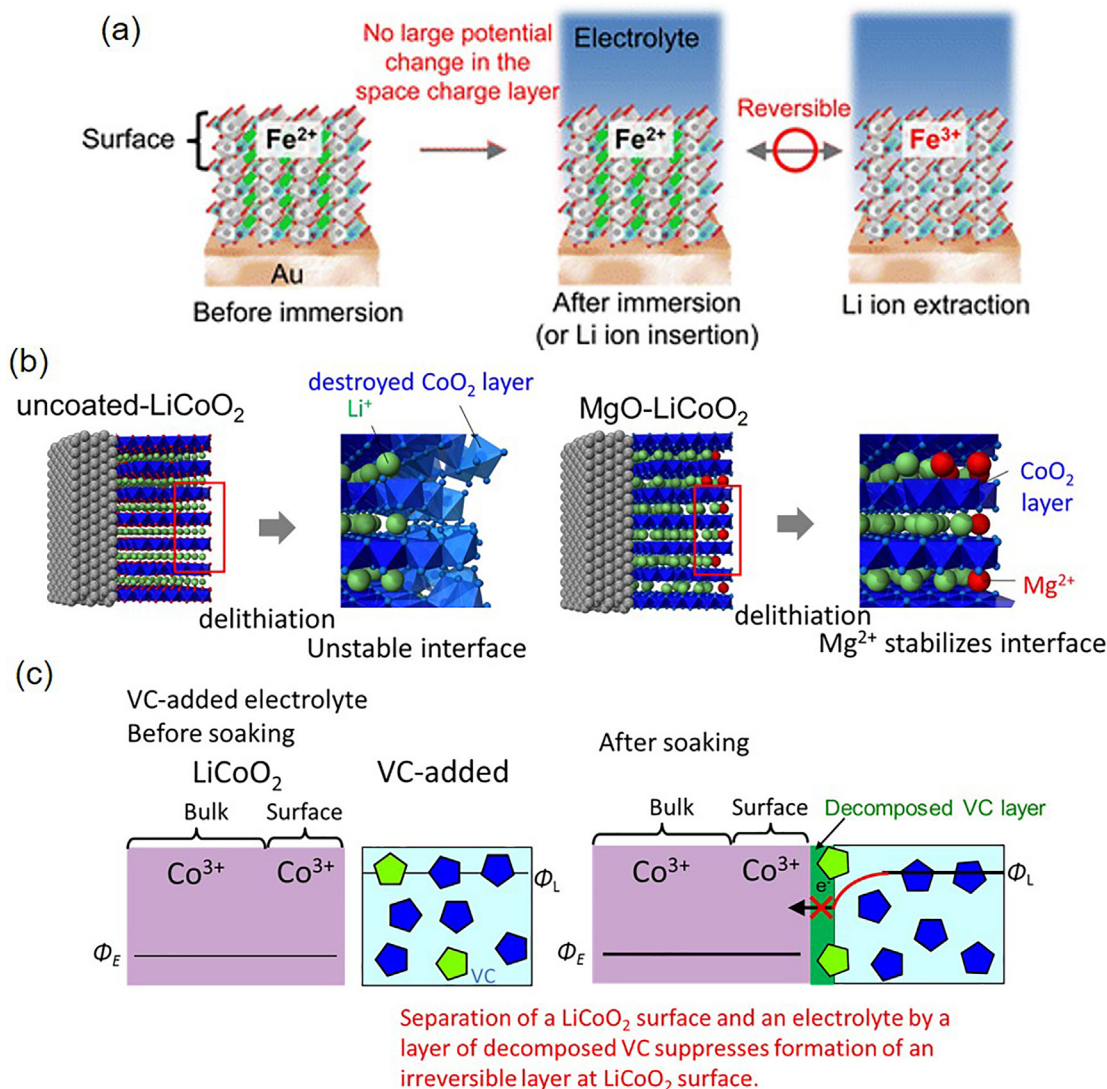 (a)
No large potential
change in the
space charge layer
Electrolyte
Reversible
Surface
Fe²⁺
Fe²⁺
Fe³⁺
Au
Before immersion
After immersion
(or Li ion insertion)
Li ion extraction
(b)
uncoated-LiCoO₂
destroyed CoO₂ layer
Li⁺
MgO-LiCoO₂
CoO₂
layer
Mg²⁺
delithiation
Unstable interface
delithiation
Mg²⁺ stabilizes interface
(c)
VC-added electrolyte
Before soaking
LiCoO₂
VC-added
Bulk
Surface
Co³⁺
Co³⁺
Φ_L
Φ_E
VC
After soaking
Bulk
Surface
Decomposed VC layer
Co³⁺
Co³⁺
e⁻
Φ_L
Φ_E
Separation of a LiCoO₂ surface and an electrolyte by a
layer of decomposed VC suppresses formation of an
irreversible layer at LiCoO₂ surface.